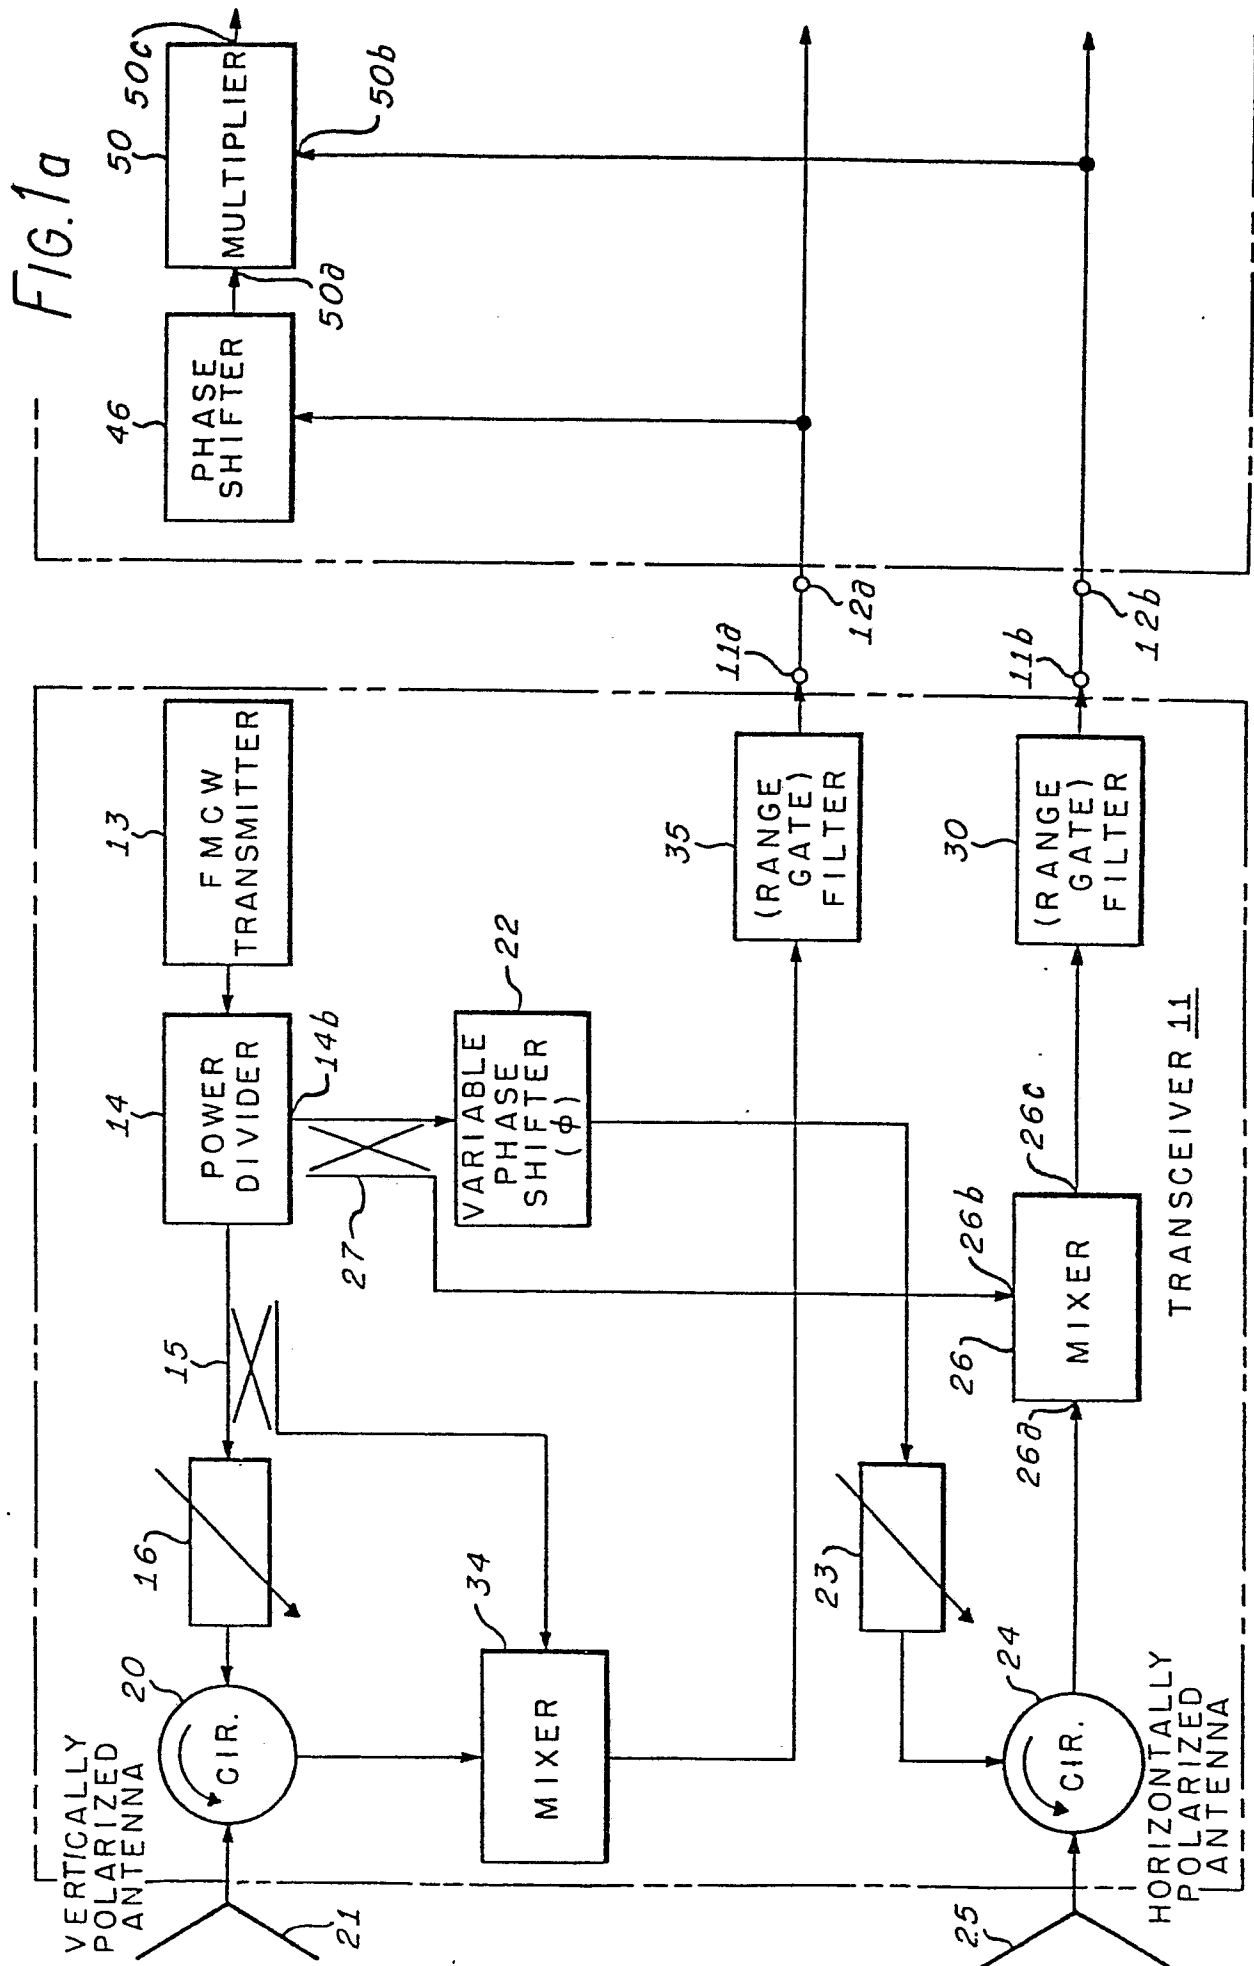 FIG. 1a
VERTICALLY
POLARIZED
ANTENNA
21
20
CIR.
16
15
14
POWER
DIVIDER
14b
13
FMCW
TRANSMITTER
46
PHASE
SHIFTER
50a
50
MULTIPLIER
50c
50b
34
MIXER
27
VARIABLE
PHASE
SHIFTER
(Φ)
22
35
(RANGE
GATE)
FILTER
11a
12a
23
HORIZONTALLY
POLARIZED
ANTENNA
25
24
CIR.
26a
26
MIXER
26b
26c
30
(RANGE
GATE)
FILTER
11b
12b
TRANSCEIVER 11